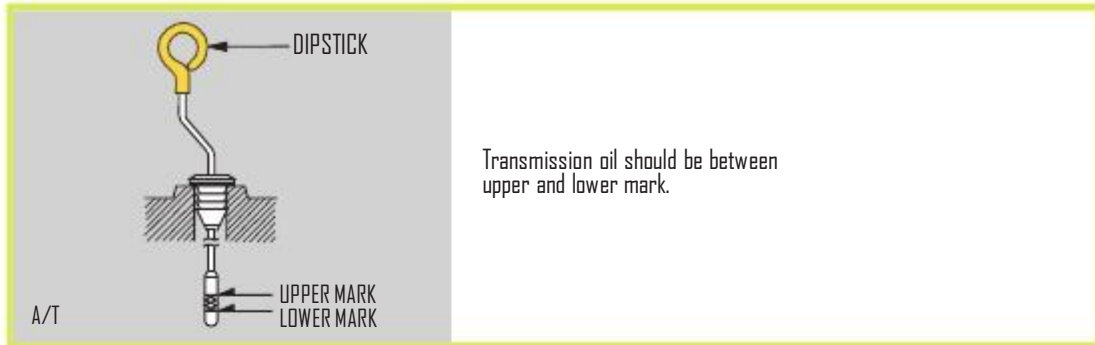 DIPSTICK
Transmission oil should be between
upper and lower mark.
UPPER MARK
LOWER MARK
A/T